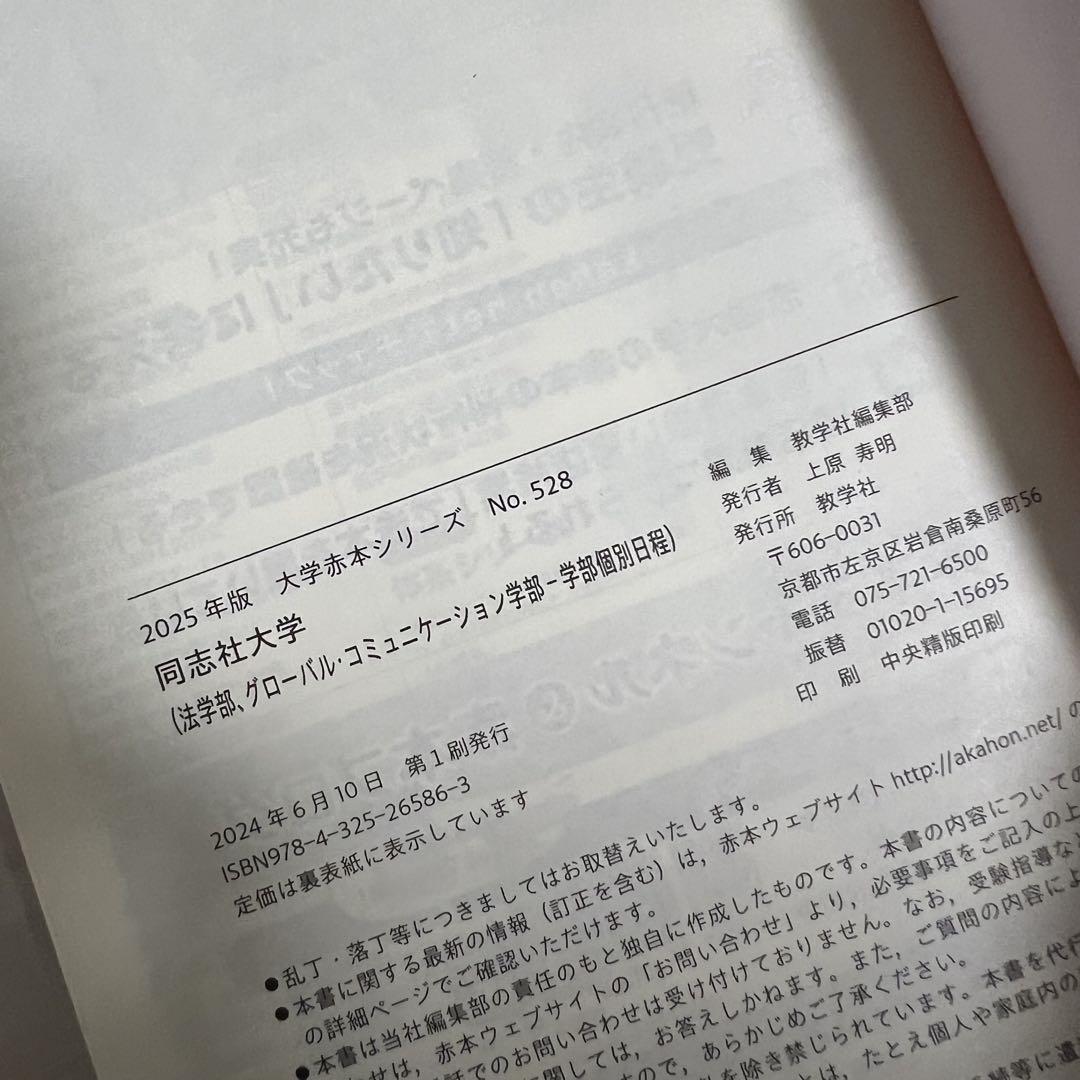 2025年版　大学赤本シリーズ　No. 528
同志社大学
(法学部、グローバル・コミュニケーション学部－学部個別日程)
2024年6月10日　第1刷発行
ISBN978-4-325-26586-3
定価は裏表紙に表示しています
編　集　教学社編集部
発行者　上原 寿明
発行所　教学社
〒606-0031
京都市左京区岩倉南桑原町56
電話　075-721-6500
振替　01020-1-15695
印　刷　中央精版印刷
●乱丁・落丁等につきましてはお取替えいたします。
●本書に関する最新の情報（訂正を含む）は，赤本ウェブサイト http://akahon.net/ の
の詳細ページでご確認いただけます。
●本書は当社編集部の責任のもと独自に作成したものです。本書の内容についての
せは，赤本ウェブサイトの「お問い合わせ」より，必要事項をご記入の上
話でのお問い合わせは受け付けておりません。なお，受験指導など
に関しては，お答えしかねます。また，ご質問の内容によ
ので，あらかじめご了承ください。
を除き禁じられています。本書を代行
とは，たとえ個人や家庭内の